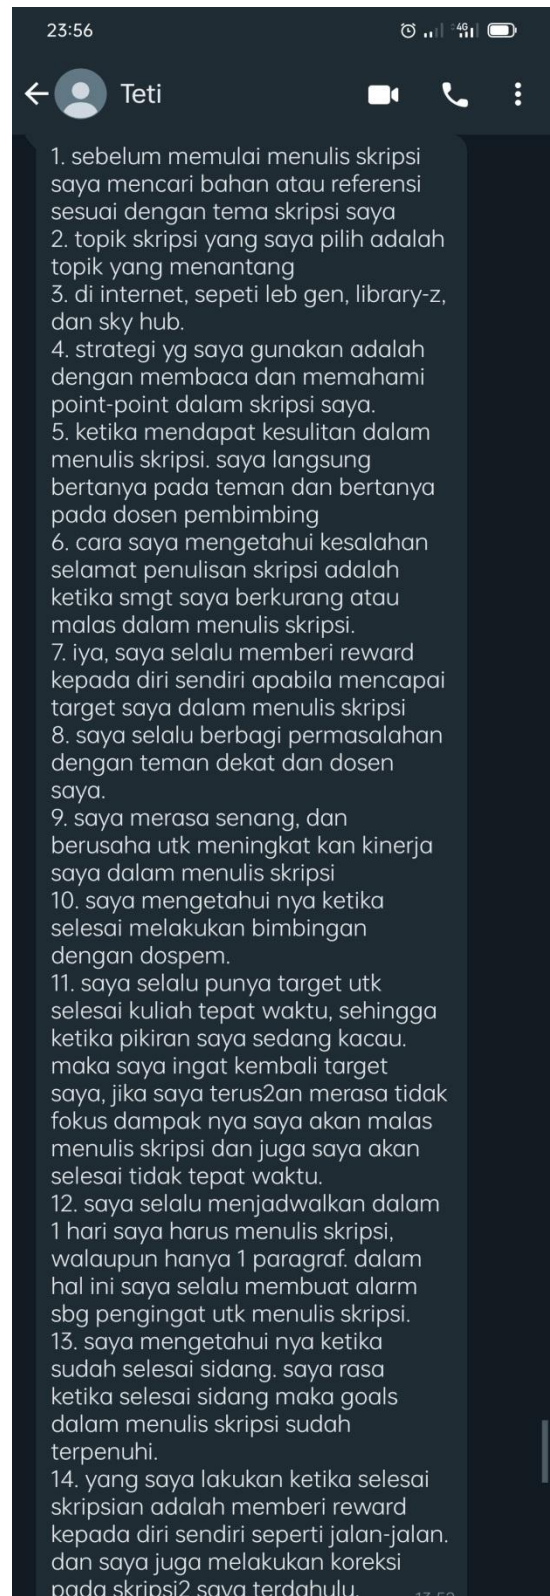 23:56
4G
Teti
1. sebelum memulai menulis skripsi
saya mencari bahan atau referensi
sesuai dengan tema skripsi saya
2. topik skripsi yang saya pilih adalah
topik yang menantang
3. di internet, sepeti leb gen, library-z,
dan sky hub.
4. strategi yg saya gunakan adalah
dengan membaca dan memahami
point-point dalam skripsi saya.
5. ketika mendapat kesulitan dalam
menulis skripsi. saya langsung
bertanya pada teman dan bertanya
pada dosen pembimbing
6. cara saya mengetahui kesalahan
selamat penulisan skripsi adalah
ketika smgt saya berkurang atau
malas dalam menulis skripsi.
7. iya, saya selalu memberi reward
kepada diri sendiri apabila mencapai
target saya dalam menulis skripsi
8. saya selalu berbagi permasalahan
dengan teman dekat dan dosen
saya.
9. saya merasa senang, dan
berusaha utk meningkat kan kinerja
saya dalam menulis skripsi
10. saya mengetahui nya ketika
selesai melakukan bimbingan
dengan dospem.
11. saya selalu punya target utk
selesai kuliah tepat waktu, sehingga
ketika pikiran saya sedang kacau.
maka saya ingat kembali target
saya, jika saya terus2an merasa tidak
fokus dampak nya saya akan malas
menulis skripsi dan juga saya akan
selesai tidak tepat waktu.
12. saya selalu menjadwalkan dalam
1 hari saya harus menulis skripsi,
walaupun hanya 1 paragraf. dalam
hal ini saya selalu membuat alarm
sbg pengingat utk menulis skripsi.
13. saya mengetahui nya ketika
sudah selesai sidang. saya rasa
ketika selesai sidang maka goals
dalam menulis skripsi sudah
terpenuhi.
14. yang saya lakukan ketika selesai
skripsian adalah memberi reward
kepada diri sendiri seperti jalan-jalan.
dan saya juga melakukan koreksi
pada skripsi2 saya terdahulu.